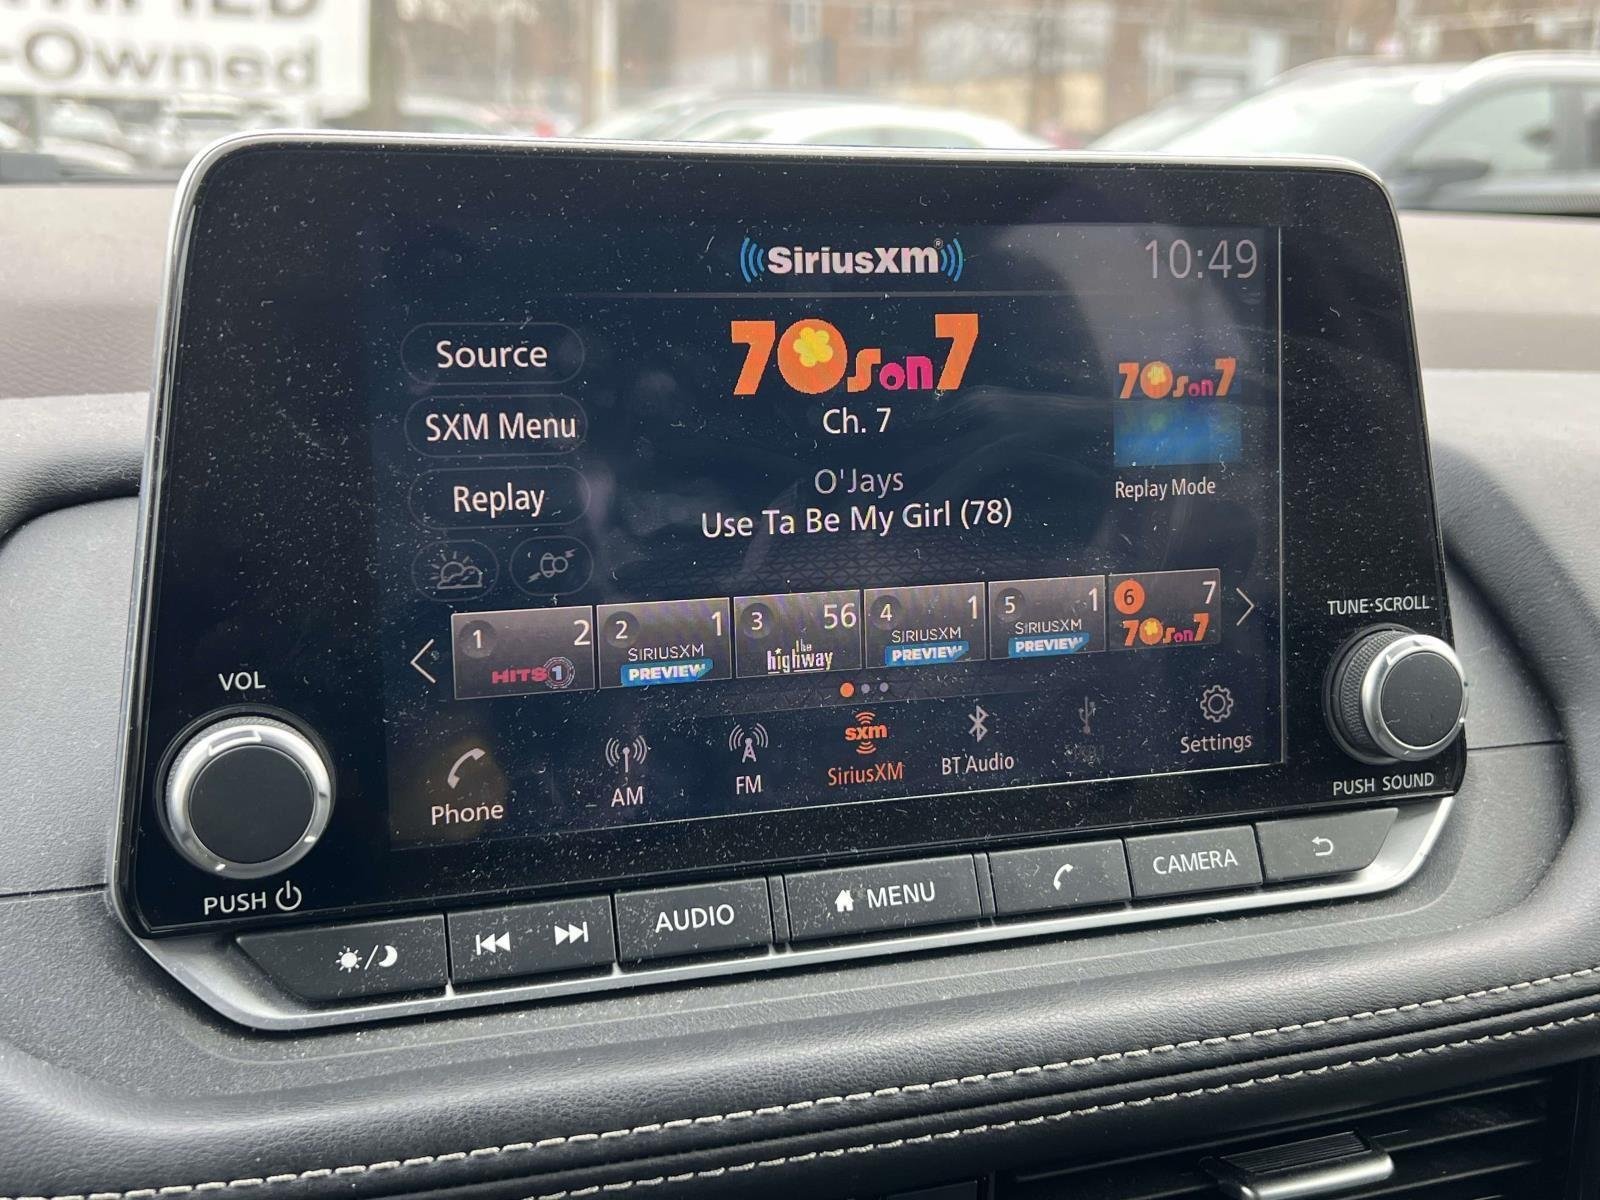 -Owned
SiriusXM®
10:49
70s on 7
Ch. 7
O'Jays
Use Ta Be My Girl (78)
Source
SXM Menu
Replay
70s on 7
Replay Mode
1 2
HITS 1
2 1
SIRIUSXM
PREVIEW
3 56
the
highway
4 1
SIRIUSXM
PREVIEW
5 1
SIRIUSXM
PREVIEW
6 7
70s on 7
Phone
AM
FM
sxm
SiriusXM
BT Audio
Settings
VOL
PUSH
TUNE·SCROLL
PUSH SOUND
AUDIO
MENU
CAMERA